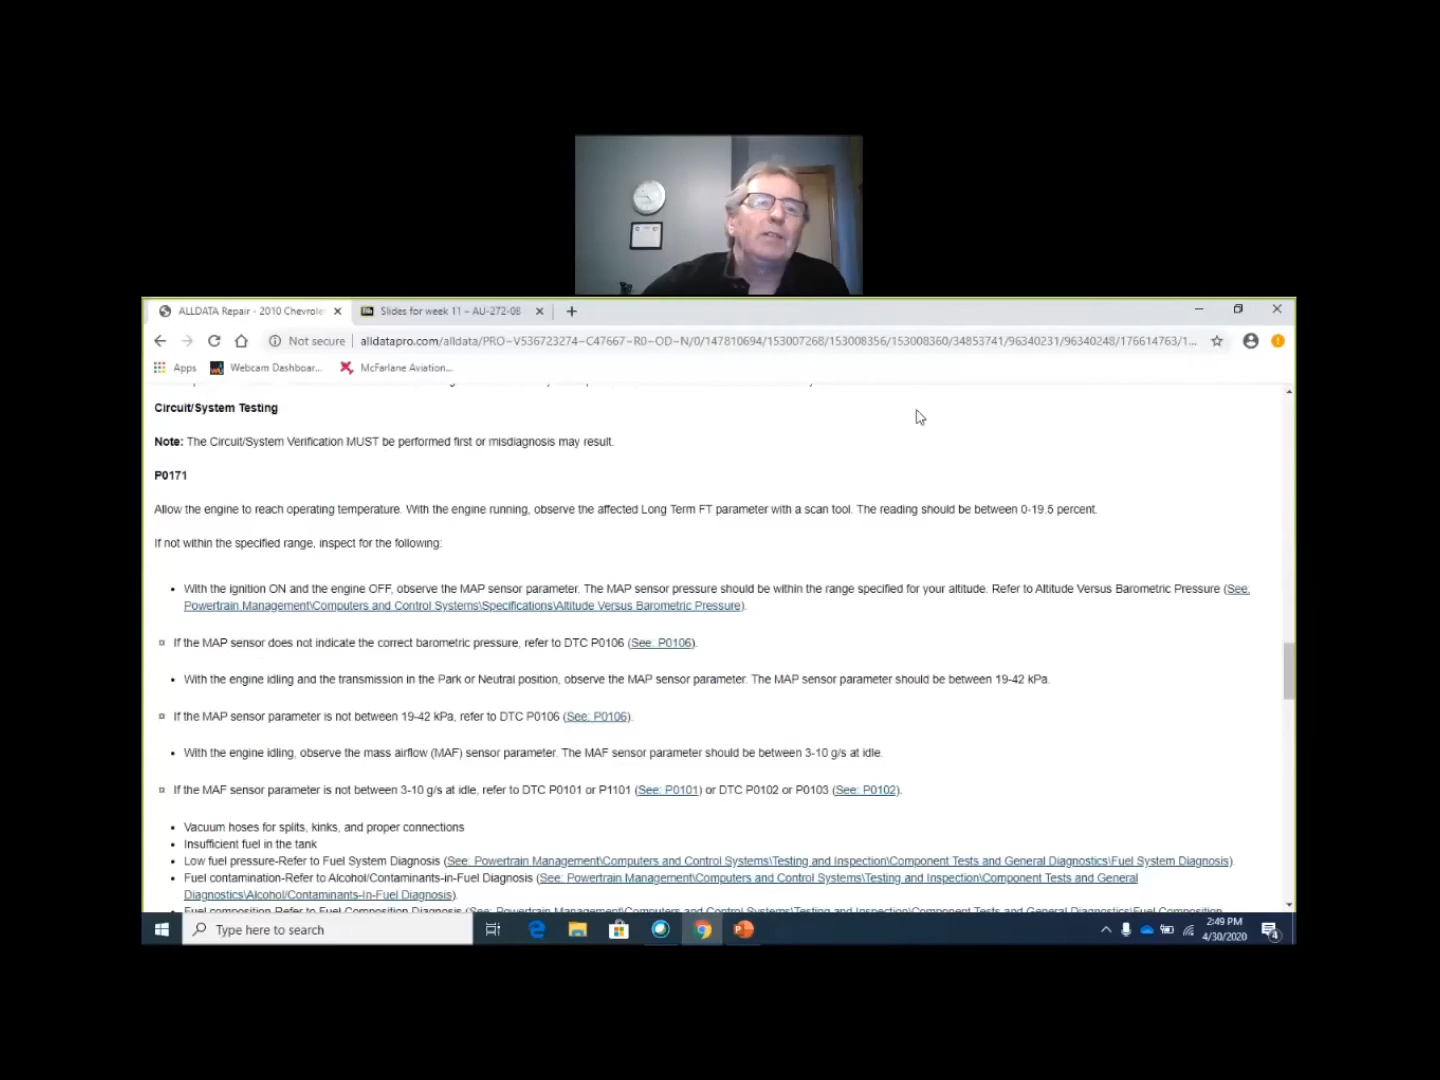 ALLDATA Repair - 2010 Chevrole
Slides for week 11 – AU-272-08
Not secure
alldatapro.com/alldata/PRO~V536723274~C47667~R0~OD~N/0/147810694/153007268/153008356/153008360/34853741/96340231/96340248/176614763/1...
Apps
Webcam Dashboar...
McFarlane Aviation...
Circuit/System Testing
Note: The Circuit/System Verification MUST be performed first or misdiagnosis may result.
P0171
Allow the engine to reach operating temperature. With the engine running, observe the affected Long Term FT parameter with a scan tool. The reading should be between 0-19.5 percent.
If not within the specified range, inspect for the following:
• With the ignition ON and the engine OFF, observe the MAP sensor parameter. The MAP sensor pressure should be within the range specified for your altitude. Refer to Altitude Versus Barometric Pressure (See:
Powertrain Management\Computers and Control Systems\Specifications\Altitude Versus Barometric Pressure).
¤ If the MAP sensor does not indicate the correct barometric pressure, refer to DTC P0106 (See: P0106).
• With the engine idling and the transmission in the Park or Neutral position, observe the MAP sensor parameter. The MAP sensor parameter should be between 19-42 kPa.
¤ If the MAP sensor parameter is not between 19-42 kPa, refer to DTC P0106 (See: P0106).
• With the engine idling, observe the mass airflow (MAF) sensor parameter. The MAF sensor parameter should be between 3-10 g/s at idle.
¤ If the MAF sensor parameter is not between 3-10 g/s at idle, refer to DTC P0101 or P1101 (See: P0101) or DTC P0102 or P0103 (See: P0102).
• Vacuum hoses for splits, kinks, and proper connections
• Insufficient fuel in the tank
• Low fuel pressure-Refer to Fuel System Diagnosis (See: Powertrain Management\Computers and Control Systems\Testing and Inspection\Component Tests and General Diagnostics\Fuel System Diagnosis).
• Fuel contamination-Refer to Alcohol/Contaminants-in-Fuel Diagnosis (See: Powertrain Management\Computers and Control Systems\Testing and Inspection\Component Tests and General
Diagnostics\Alcohol/Contaminants-In-Fuel Diagnosis).
• Fuel composition-Refer to Fuel Composition Diagnosis (See: Powertrain Management\Computers and Control Systems\Testing and Inspection\Component Tests and General Diagnostics\Fuel Composition
Type here to search
2:49 PM
4/30/2020
4